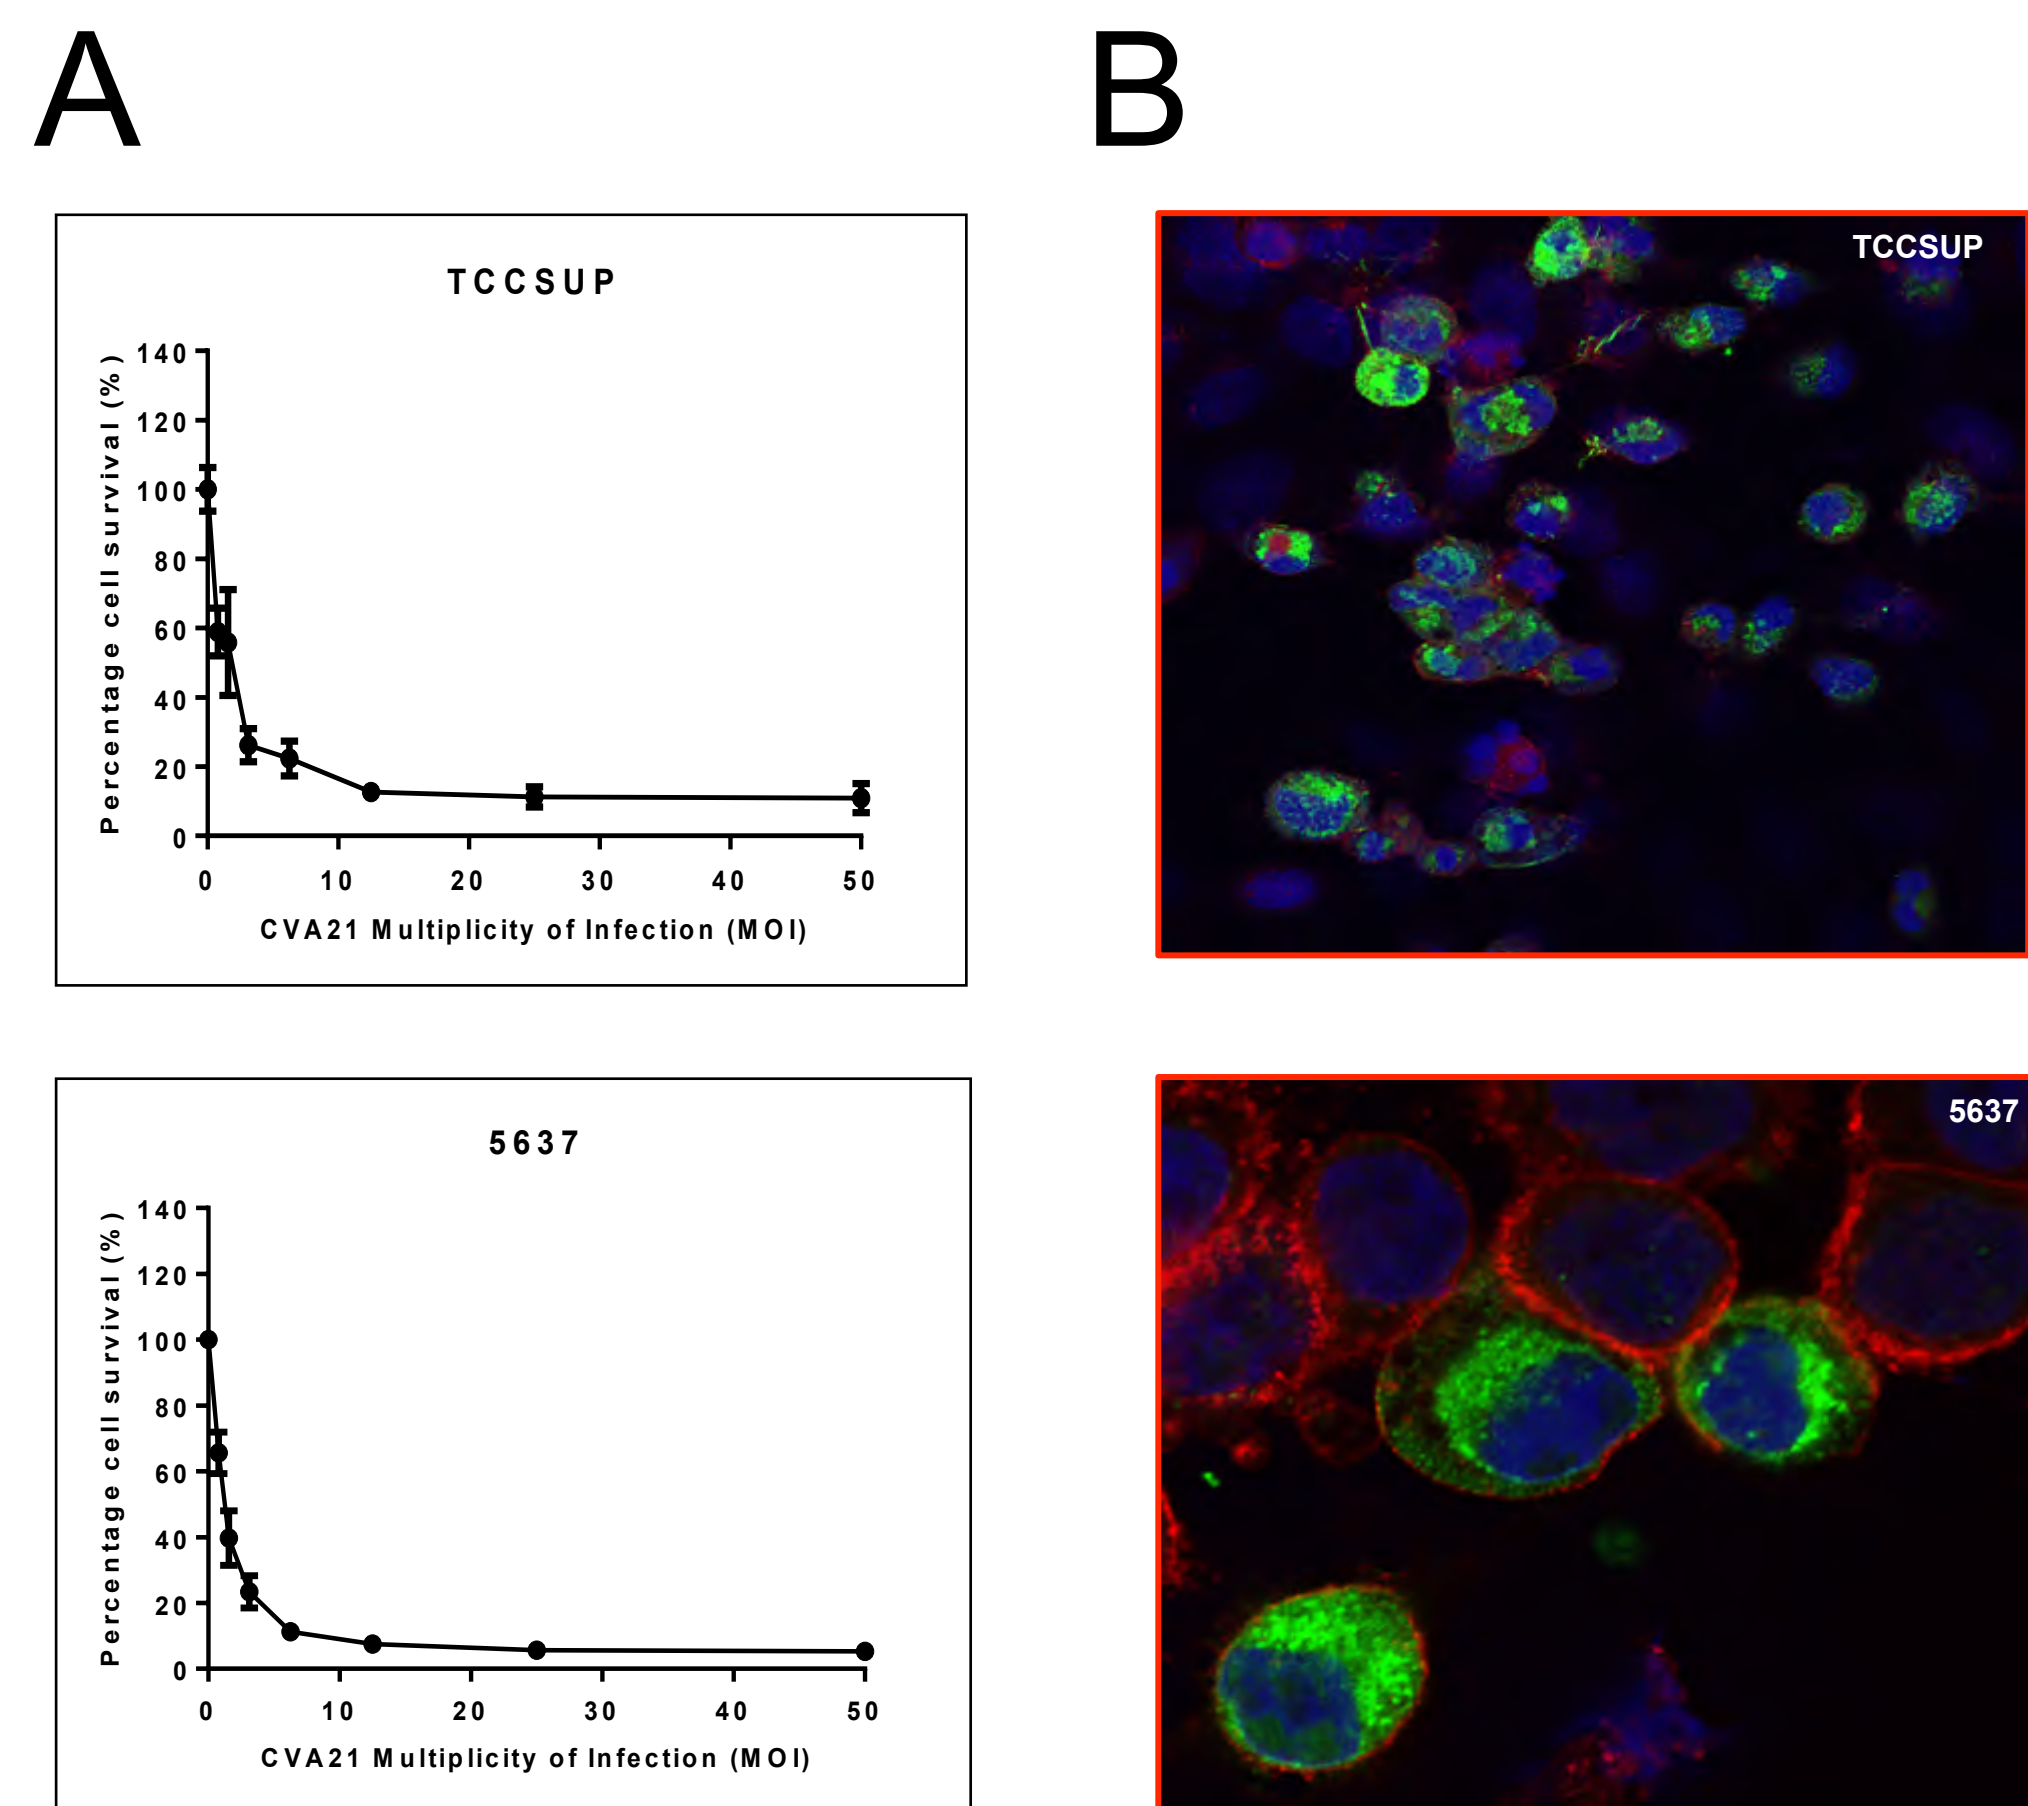 A
B
TCCSUP
Percentage cell survival (%)
140
120
100
80
60
40
20
0
0 10 20 30 40 50
CVA21 Multiplicity of Infection (MOI)
TCCSUP
5637
Percentage cell survival (%)
140
120
100
80
60
40
20
0
0 10 20 30 40 50
CVA21 Multiplicity of Infection (MOI)
5637